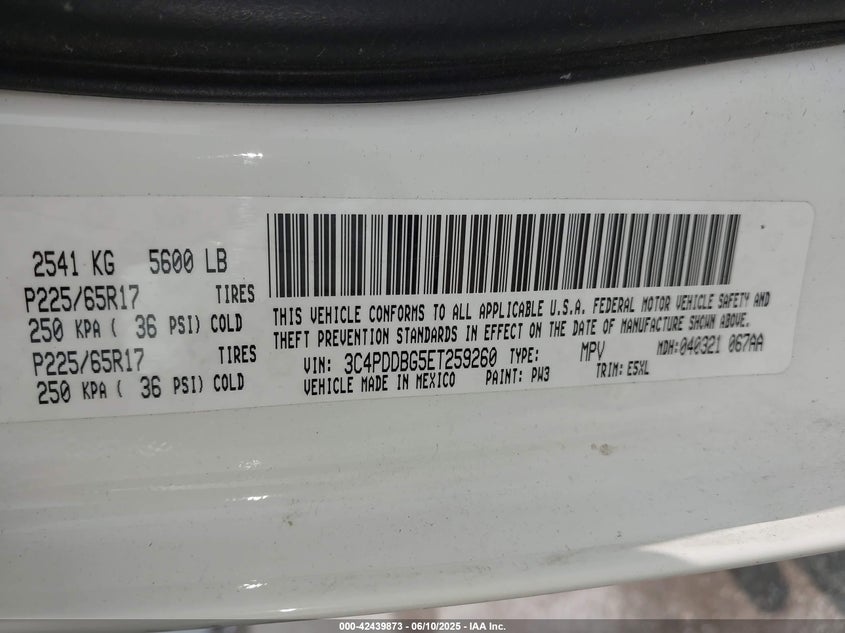 2541 KG 5600 LB
P225/65R17 TIRES
250 KPA ( 36 PSI) COLD
P225/65R17 TIRES
250 KPA ( 36 PSI) COLD
THIS VEHICLE CONFORMS TO ALL APPLICABLE U.S.A. FEDERAL MOTOR VEHICLE SAFETY AND
THEFT PREVENTION STANDARDS IN EFFECT ON THE DATE OF MANUFACTURE SHOWN ABOVE.
VIN: 3C4PDDBG5ET259260 TYPE: MPV MDH:040321 067AA
VEHICLE MADE IN MEXICO PAINT: PW3 TRIM: E5XL
000-42439873 - 06/10/2025 - IAA Inc.